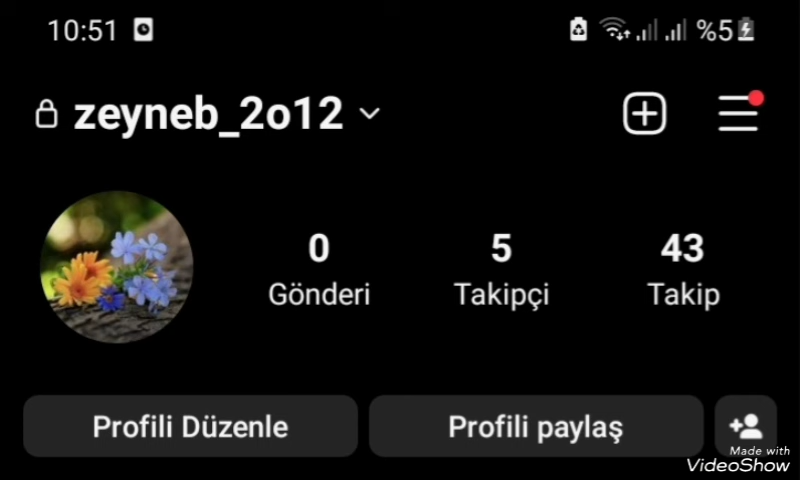 10:51 %5
zeyneb_2o12
0 5 43
Gönderi Takipçi Takip
Profili Düzenle Profili paylaş
Made with
VideoShow